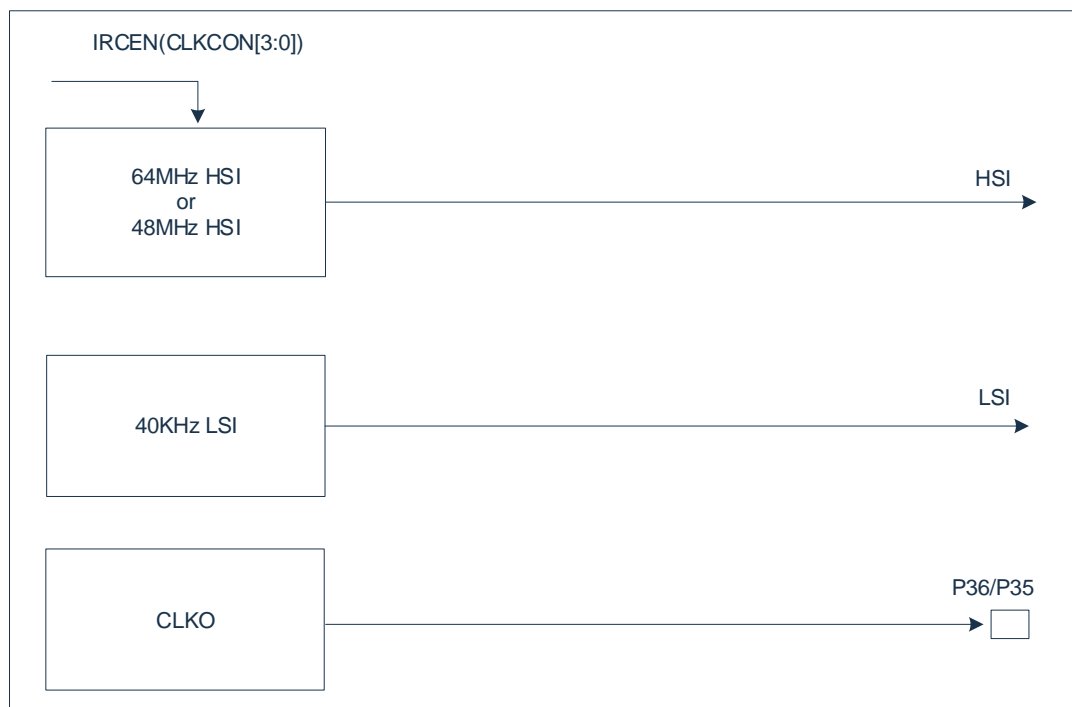 IRCEN(CLKCON[3:0])
64MHz HSI
or
48MHz HSI
HSI
40KHz LSI
LSI
CLKO
P36/P35